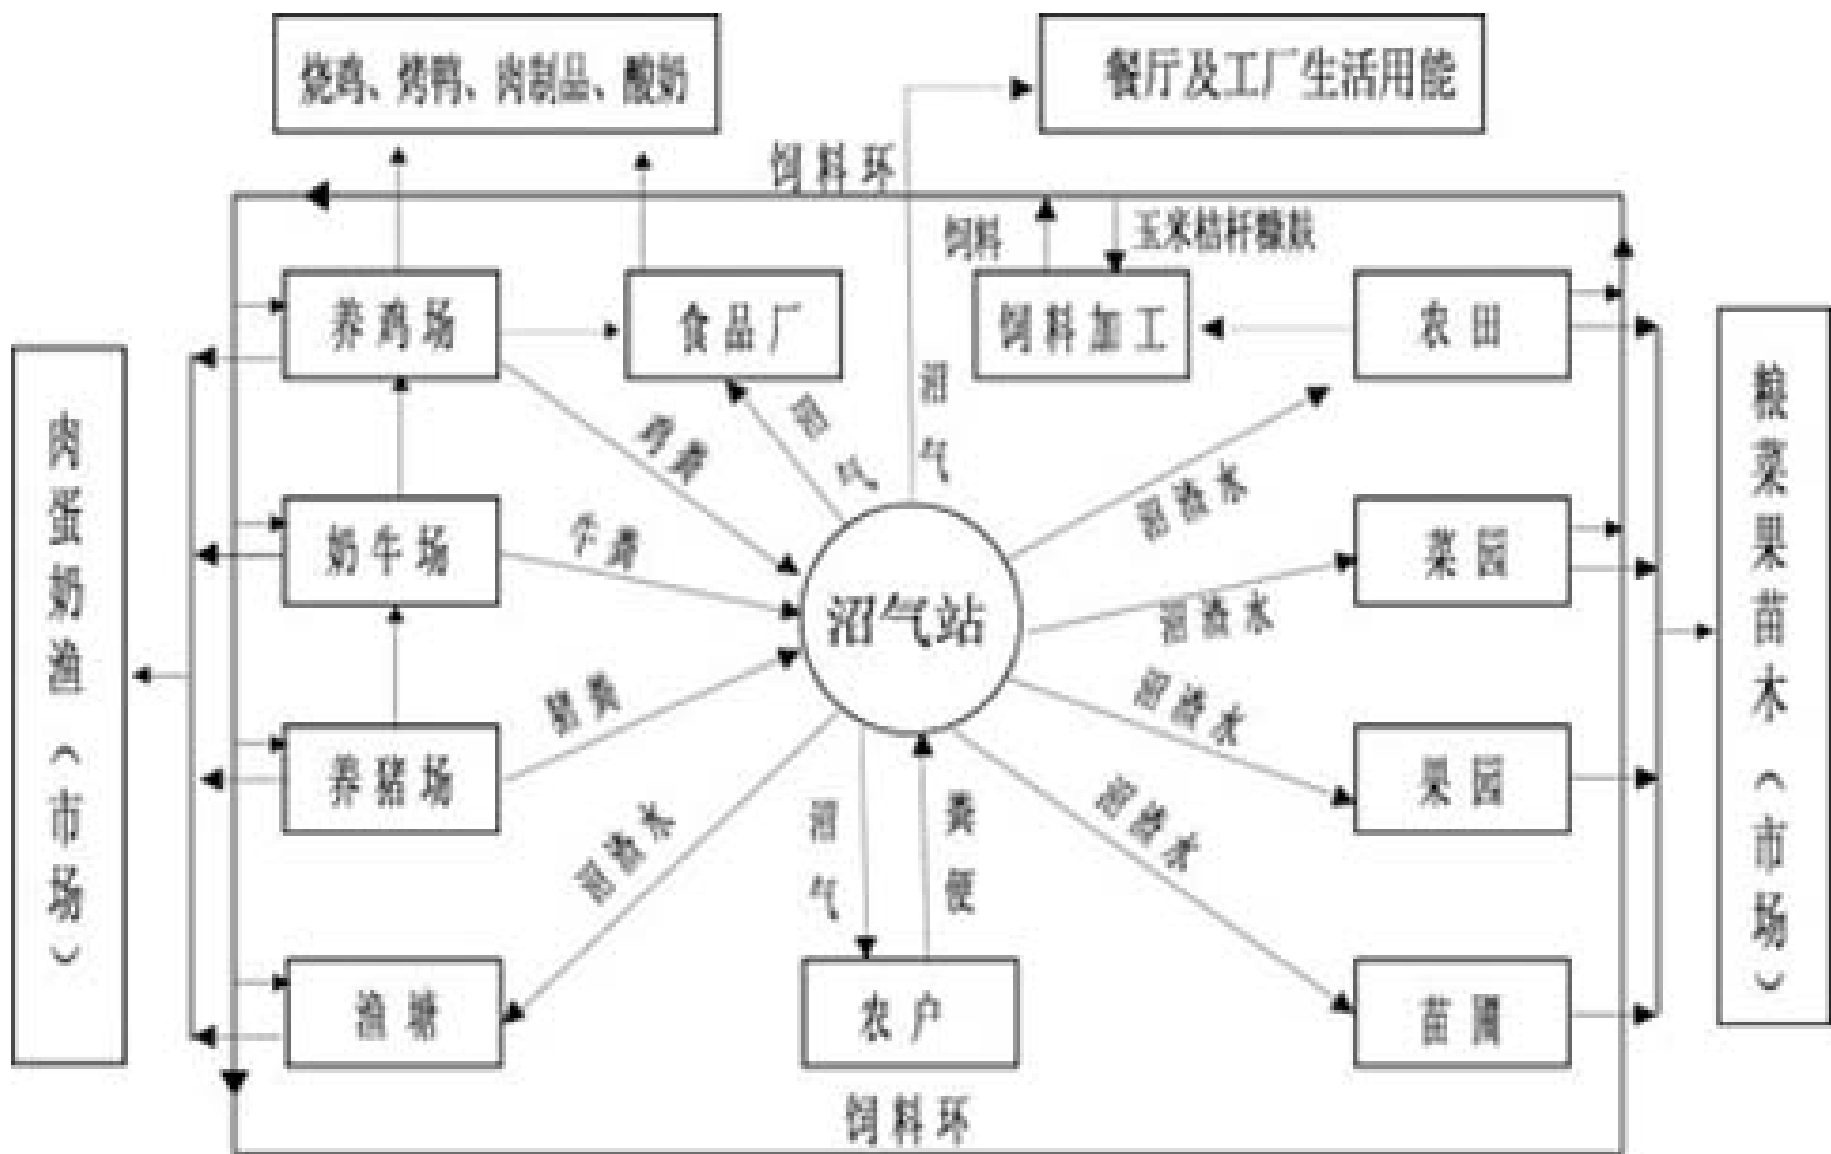 烧鸡、烤鸭、肉制品、酸奶
餐厅及工厂生活用能
饲料环
饲料
玉米秸秆糠麸
养鸡场
食品厂
饲料加工
农田
鸡粪
沼气
沼气
沼渣水
肉蛋奶
(市场)
粮菜果苗木(市场)
奶牛场
牛粪
沼气站
沼渣水
菜园
养猪场
猪粪
沼渣水
果园
沼渣水
沼气
粪便
沼渣水
渔塘
农户
苗圃
饲料环